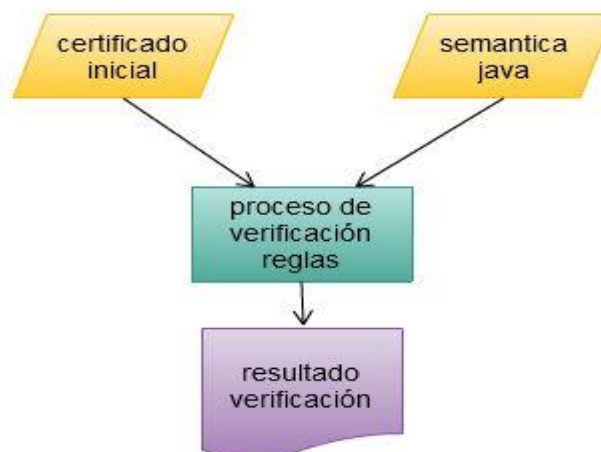 certificado
inicial
semantica
java
proceso de
verificación
reglas
resultado
verificación